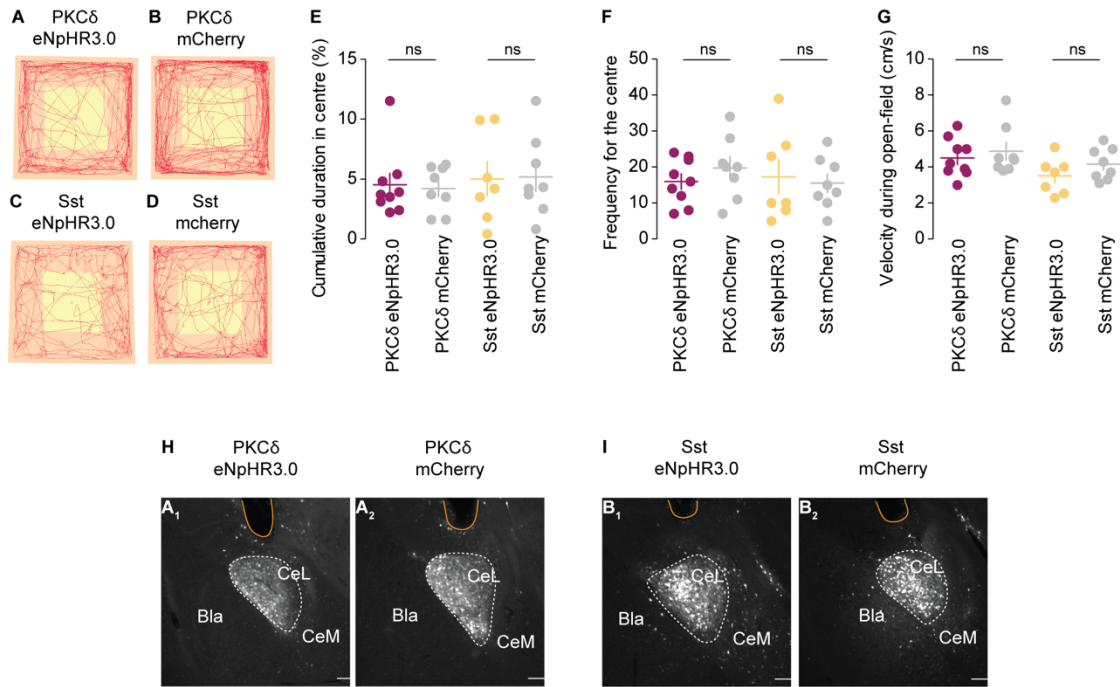 A
PKCδ
eNpHR3.0
B
PKCδ
mCherry
C
Sst
eNpHR3.0
D
Sst
mcherry
E
Cumulative duration in centre (%)
15
10
5
0
ns
ns
PKCδ eNpHR3.0
PKCδ mCherry
Sst eNpHR3.0
Sst mCherry
F
Frequency for the centre
50
40
30
20
10
0
ns
ns
PKCδ eNpHR3.0
PKCδ mCherry
Sst eNpHR3.0
Sst mCherry
G
Velocity during open-field (cm/s)
10
8
6
4
2
0
ns
ns
PKCδ eNpHR3.0
PKCδ mCherry
Sst eNpHR3.0
Sst mCherry
H
PKCδ
eNpHR3.0
PKCδ
mCherry
A1
CeL
Bla
CeM
A2
CeL
Bla
CeM
I
Sst
eNpHR3.0
Sst
mCherry
B1
CeL
Bla
CeM
B2
CeL
Bla
CeM